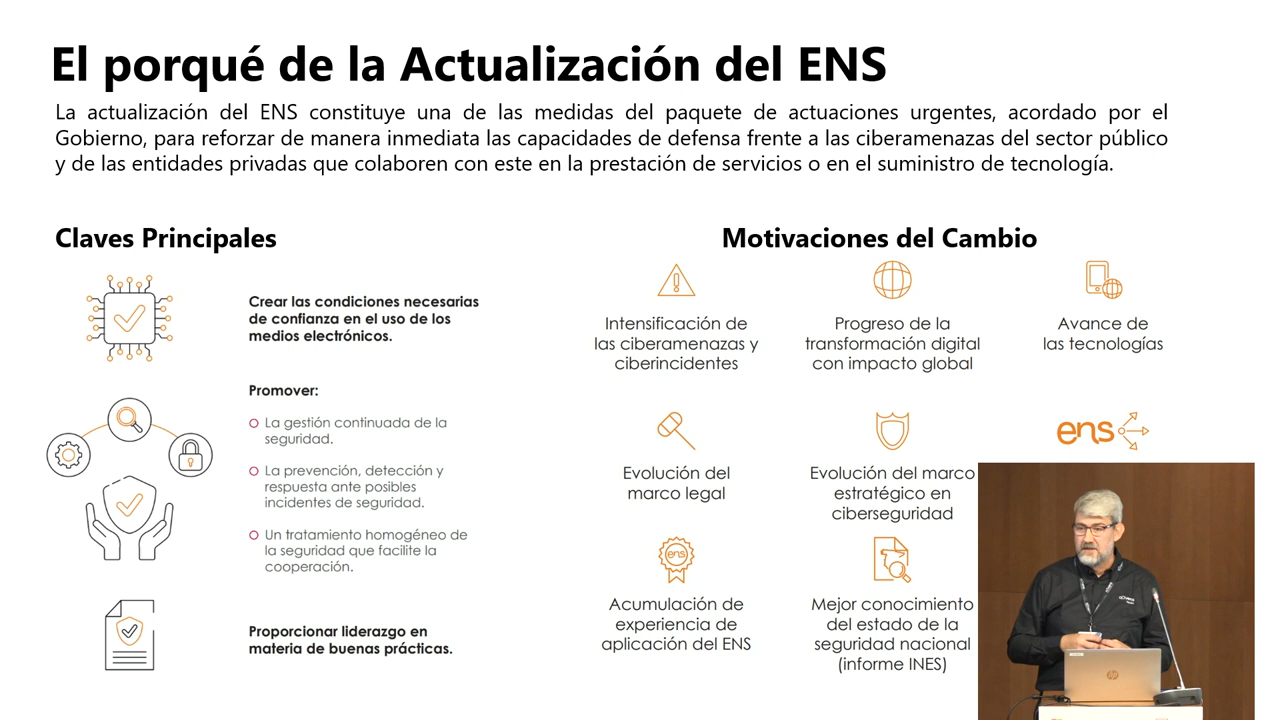 El porqué de la Actualización del ENS
La actualización del ENS constituye una de las medidas del paquete de actuaciones urgentes, acordado por el
Gobierno, para reforzar de manera inmediata las capacidades de defensa frente a las ciberamenazas del sector público
y de las entidades privadas que colaboren con este en la prestación de servicios o en el suministro de tecnología.
Claves Principales
Crear las condiciones necesarias
de confianza en el uso de los
medios electrónicos.
Promover:
La gestión continuada de la
seguridad.
La prevención, detección y
respuesta ante posibles
incidentes de seguridad.
Un tratamiento homogéneo de
la seguridad que facilite la
cooperación.
Proporcionar liderazgo en
materia de buenas prácticas.
Motivaciones del Cambio
Intensificación de
las ciberamenazas y
ciberincidentes
Progreso de la
transformación digital
con impacto global
Avance de
las tecnologías
Evolución del
marco legal
Evolución del marco
estratégico en
ciberseguridad
ens
ens
Acumulación de
experiencia de
aplicación del ENS
Mejor conocimiento
del estado de la
seguridad nacional
(informe INES)
hp